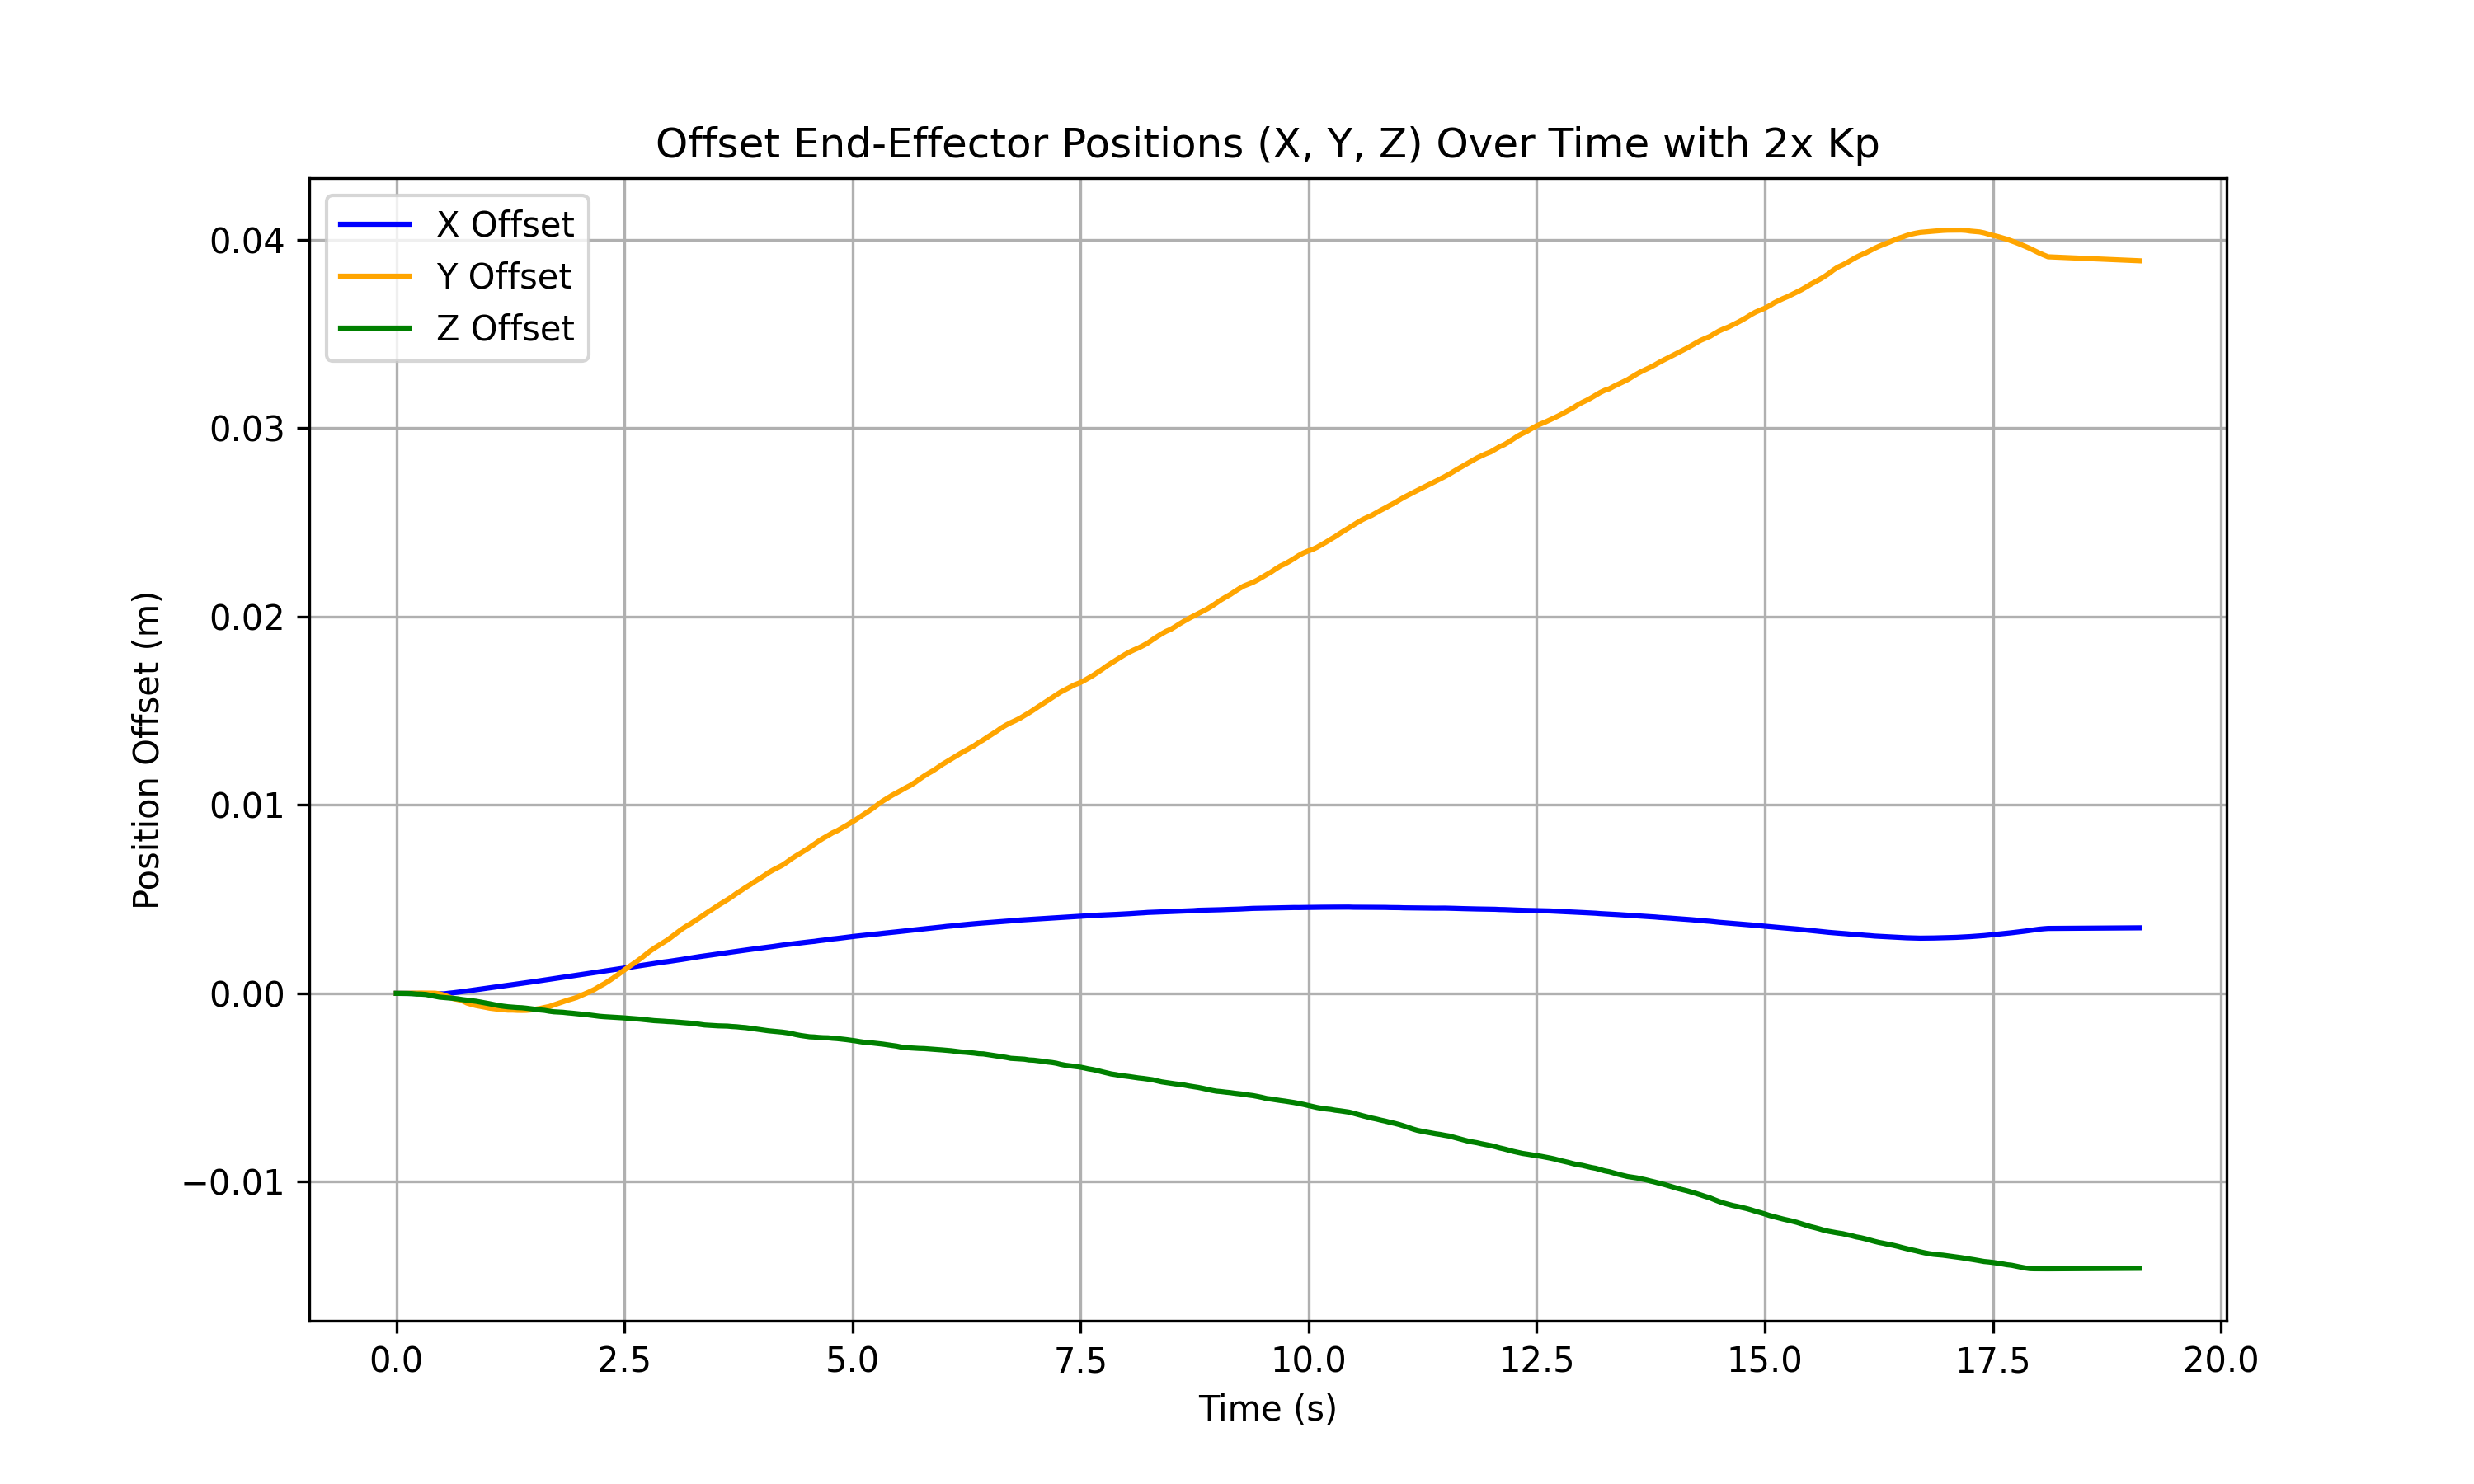 Offset End-Effector Positions (X, Y, Z) Over Time with 2x Kp
X Offset
Y Offset
Z Offset
0.04
0.03
0.02
0.01
0.00
−0.01
Position Offset (m)
0.0 2.5 5.0 7.5 10.0 12.5 15.0 17.5 20.0
Time (s)